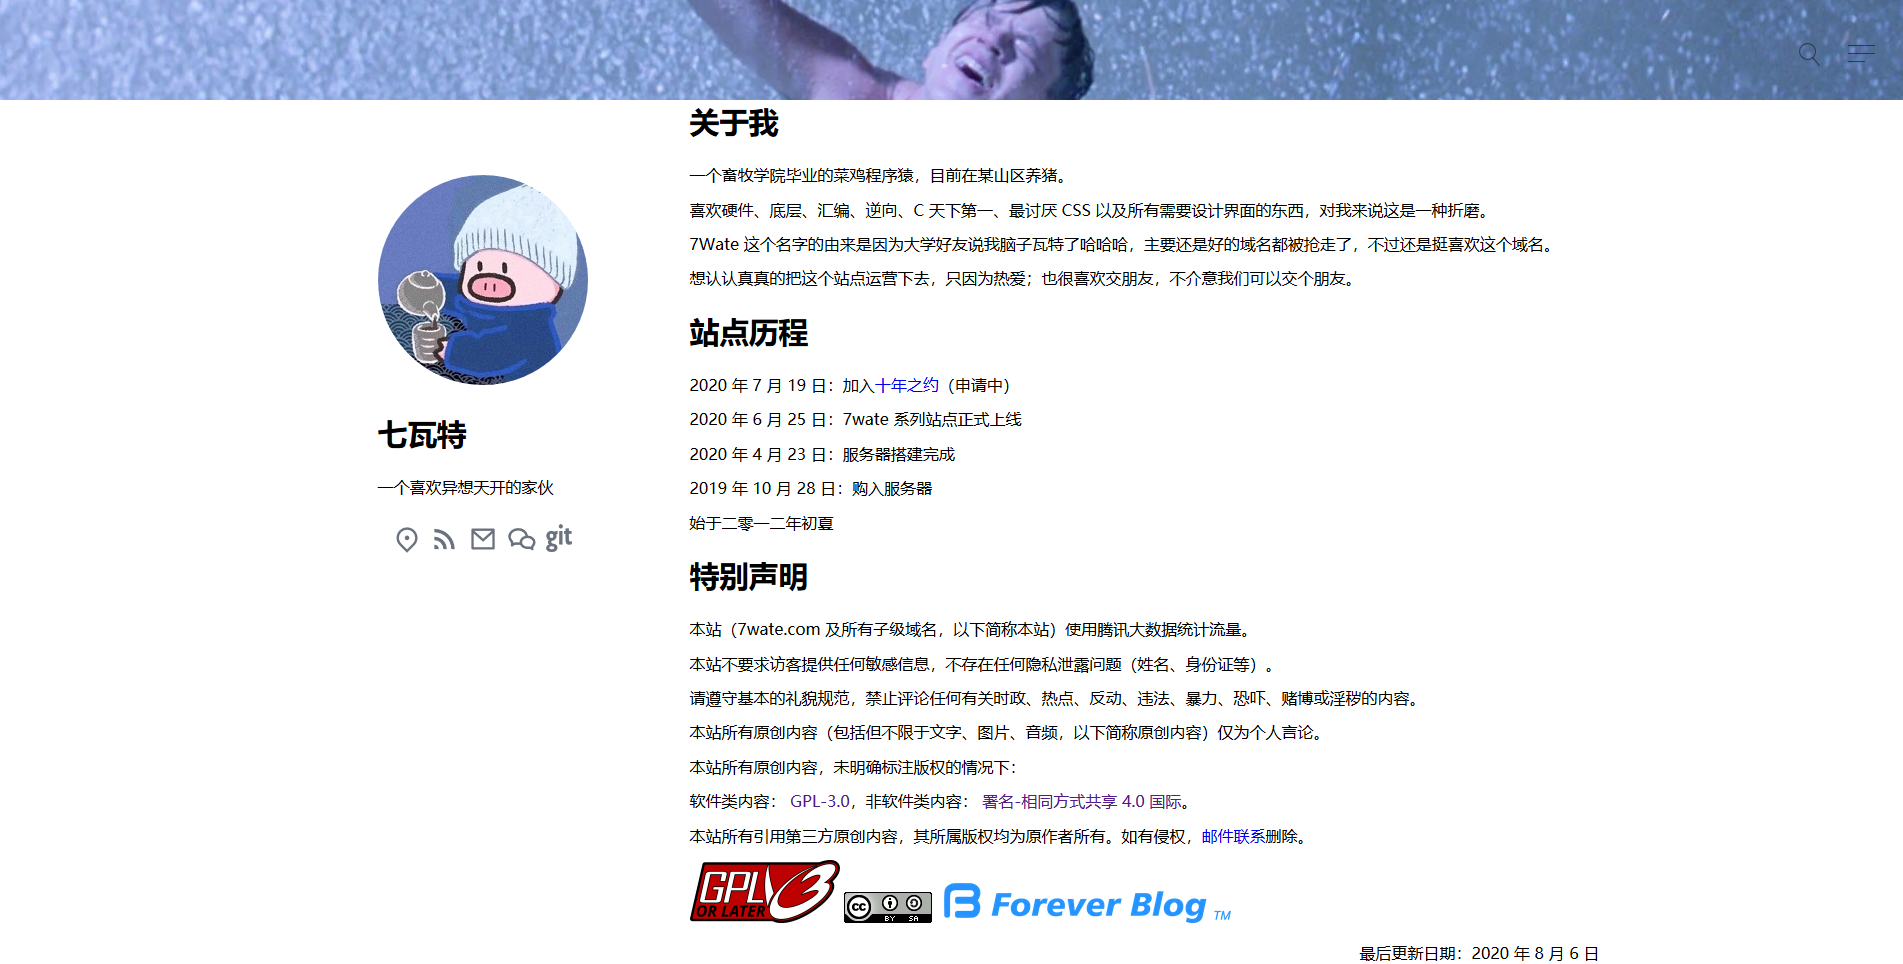 关于我
一个畜牧学院毕业的菜鸡程序猿，目前在某山区养猪。
喜欢硬件、底层、汇编、逆向、C 天下第一、最讨厌 CSS 以及所有需要设计界面的东西，对我来说这是一种折磨。
7Wate 这个名字的由来是因为大学好友说我脑子瓦特了哈哈哈，主要还是好的域名都被抢走了，不过还是挺喜欢这个域名。
想认认真真的把这个站点运营下去，只因为热爱；也很喜欢交朋友，不介意我们可以交个朋友。
七瓦特
一个喜欢异想天开的家伙
git
站点历程
2020 年 7 月 19 日：加入十年之约（申请中）
2020 年 6 月 25 日：7wate 系列站点正式上线
2020 年 4 月 23 日：服务器搭建完成
2019 年 10 月 28 日：购入服务器
始于二零一二年初夏
特别声明
本站（7wate.com 及所有子级域名，以下简称本站）使用腾讯大数据统计流量。
本站不要求访客提供任何敏感信息，不存在任何隐私泄露问题（姓名、身份证等）。
请遵守基本的礼貌规范，禁止评论任何有关时政、热点、反动、违法、暴力、恐吓、赌博或淫秽的内容。
本站所有原创内容（包括但不限于文字、图片、音频，以下简称原创内容）仅为个人言论。
本站所有原创内容，未明确标注版权的情况下：
软件类内容： GPL-3.0，非软件类内容： 署名-相同方式共享 4.0 国际。
本站所有引用第三方原创内容，其所属版权均为原作者所有。如有侵权，邮件联系删除。
GPLV3
OR LATER
cc
BY SA
Forever Blog TM
最后更新日期：2020 年 8 月 6 日